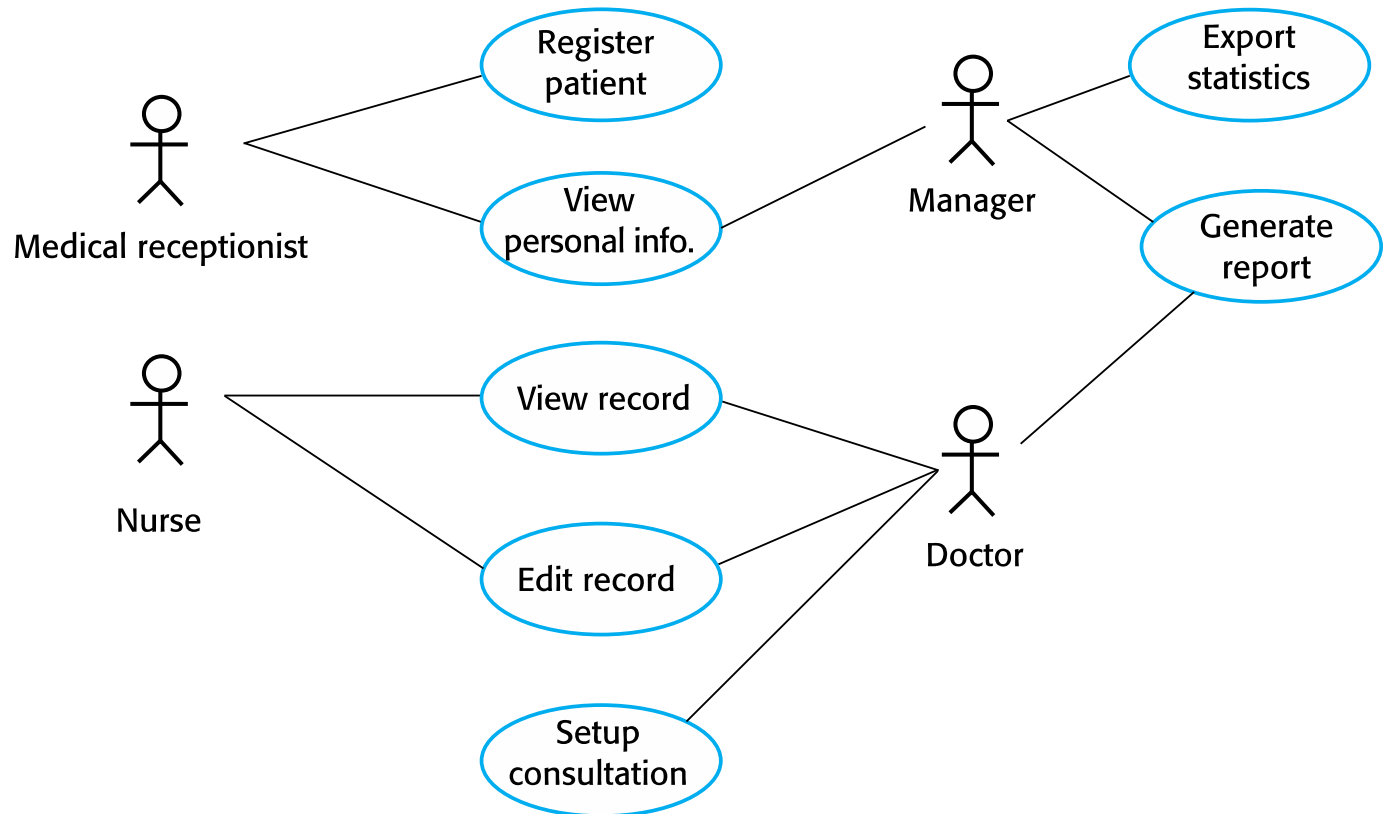 Register
patient
Export
statistics
View
personal info.
Manager
Medical receptionist
Generate
report
View record
Nurse
Doctor
Edit record
Setup
consultation